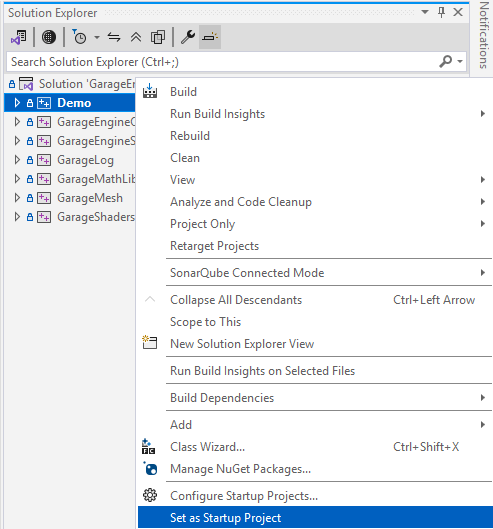 Solution Explorer
Notifications
Search Solution Explorer (Ctrl+;)
Solution 'GarageEn
Demo
GarageEngineC
GarageEngineS
GarageLog
GarageMathLib
GarageMesh
GarageShaders
Build
Run Build Insights
Rebuild
Clean
View
Analyze and Code Cleanup
Project Only
Retarget Projects
SonarQube Connected Mode
Collapse All Descendants Ctrl+Left Arrow
Scope to This
New Solution Explorer View
Run Build Insights on Selected Files
Build Dependencies
Add
Class Wizard... Ctrl+Shift+X
Manage NuGet Packages...
Configure Startup Projects...
Set as Startup Project